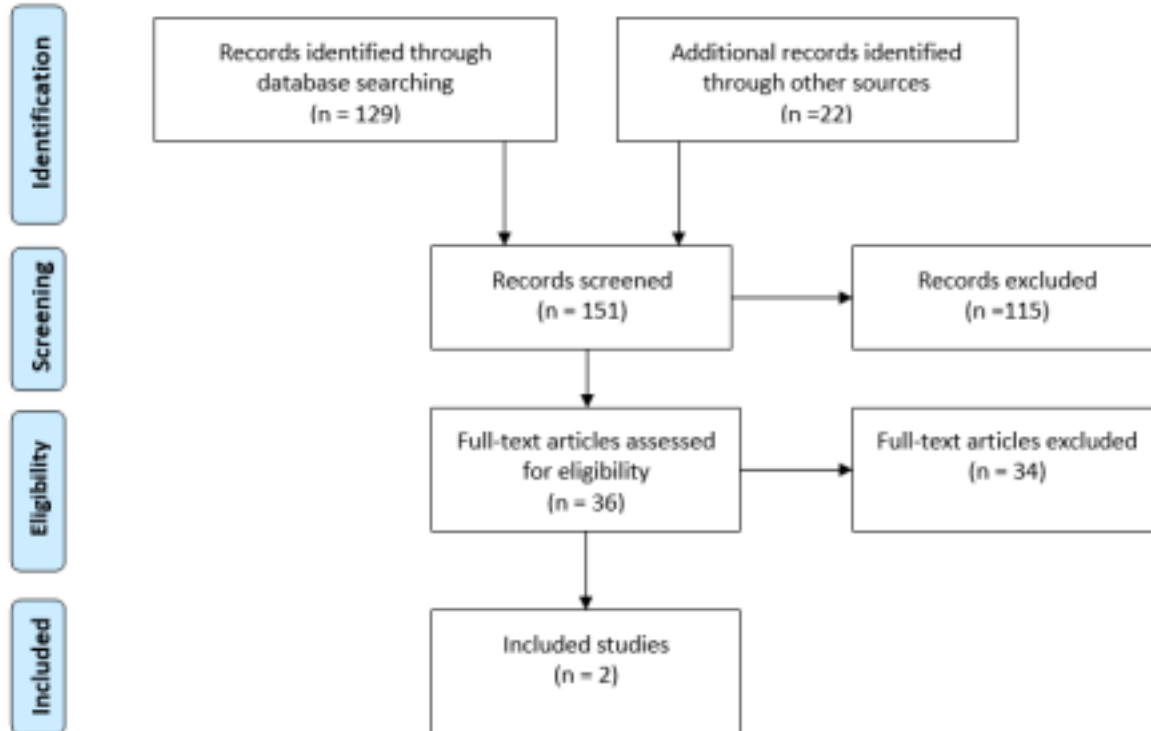 Identification
Records identified through
database searching
(n = 129)
Additional records identified
through other sources
(n =22)
Screening
Records screened
(n = 151)
Records excluded
(n =115)
Eligibility
Full-text articles assessed
for eligibility
(n = 36)
Full-text articles excluded
(n = 34)
Included
Included studies
(n = 2)